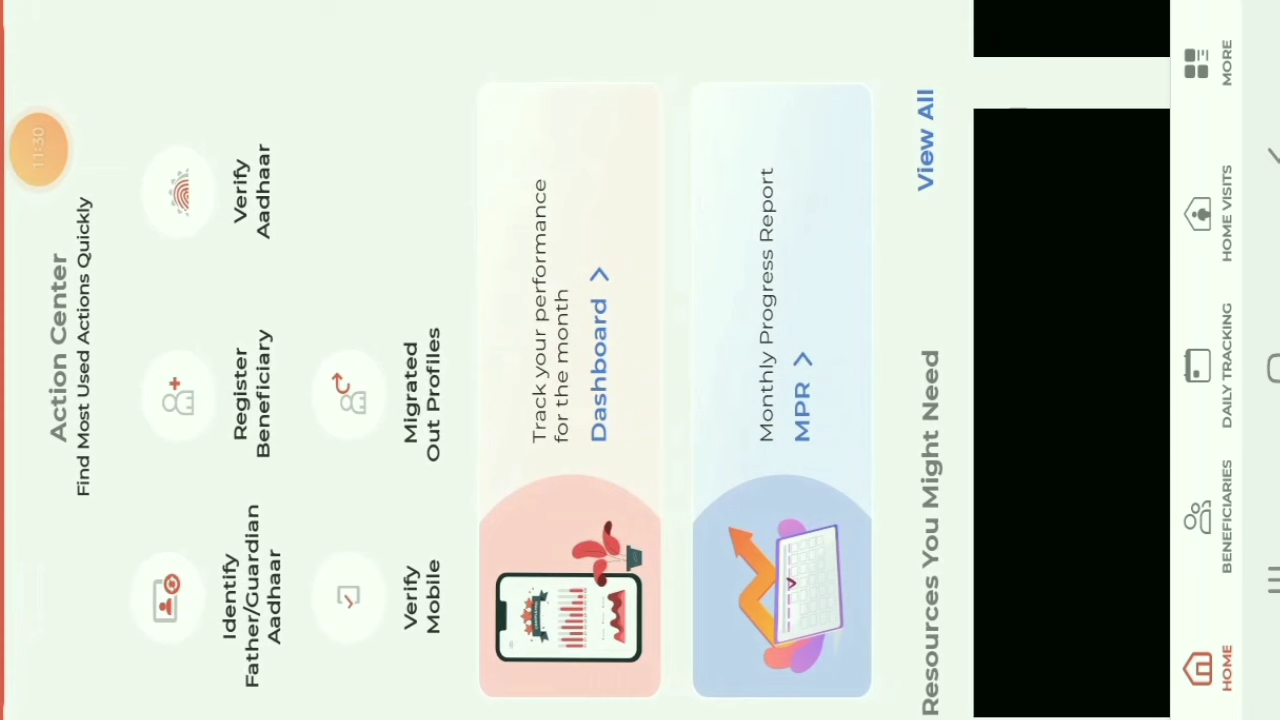 11:30
Action Center
Find Most Used Actions Quickly
Identify
Father/Guardian
Aadhaar
Register
Beneficiary
Verify
Aadhaar
Verify
Mobile
Migrated
Out Profiles
Track your performance
for the month
Dashboard >
Monthly Progress Report
MPR >
Resources You Might Need
View All
HOME
BENEFICIARIES
DAILY TRACKING
HOME VISITS
MORE